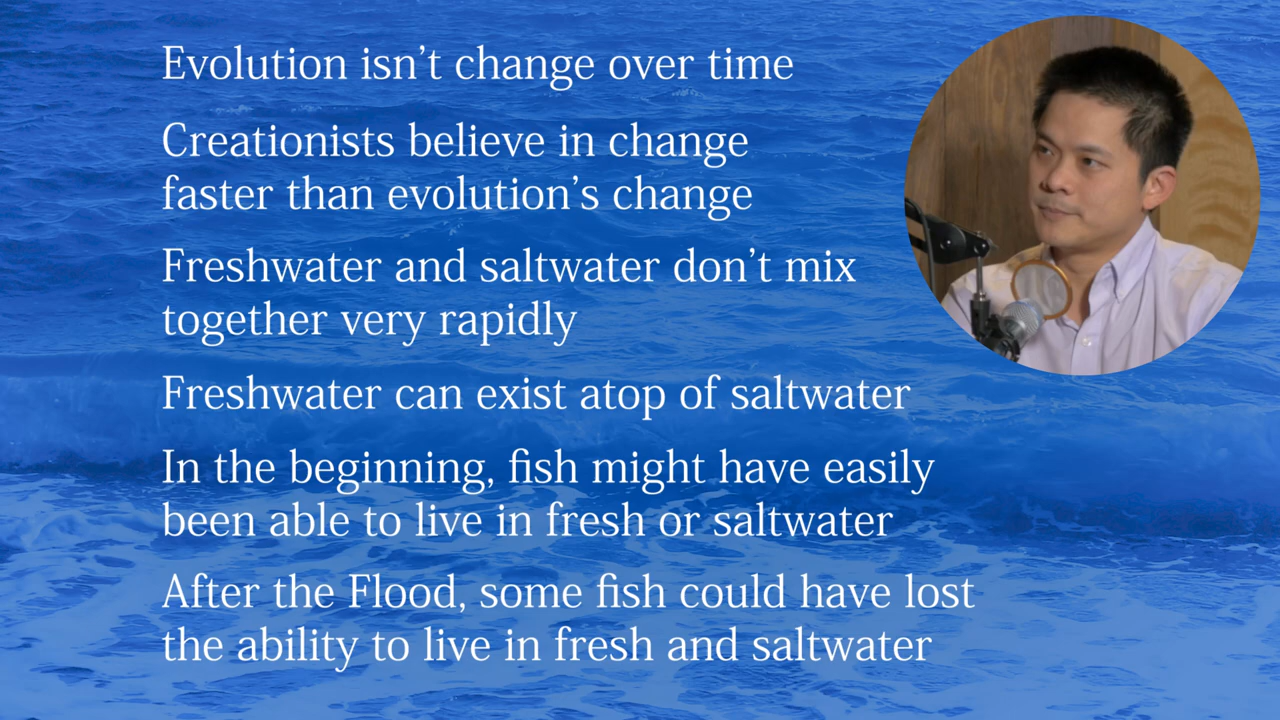 Evolution isn’t change over time
Creationists believe in change
faster than evolution’s change
Freshwater and saltwater don’t mix
together very rapidly
Freshwater can exist atop of saltwater
In the beginning, fish might have easily
been able to live in fresh or saltwater
After the Flood, some fish could have lost
the ability to live in fresh and saltwater